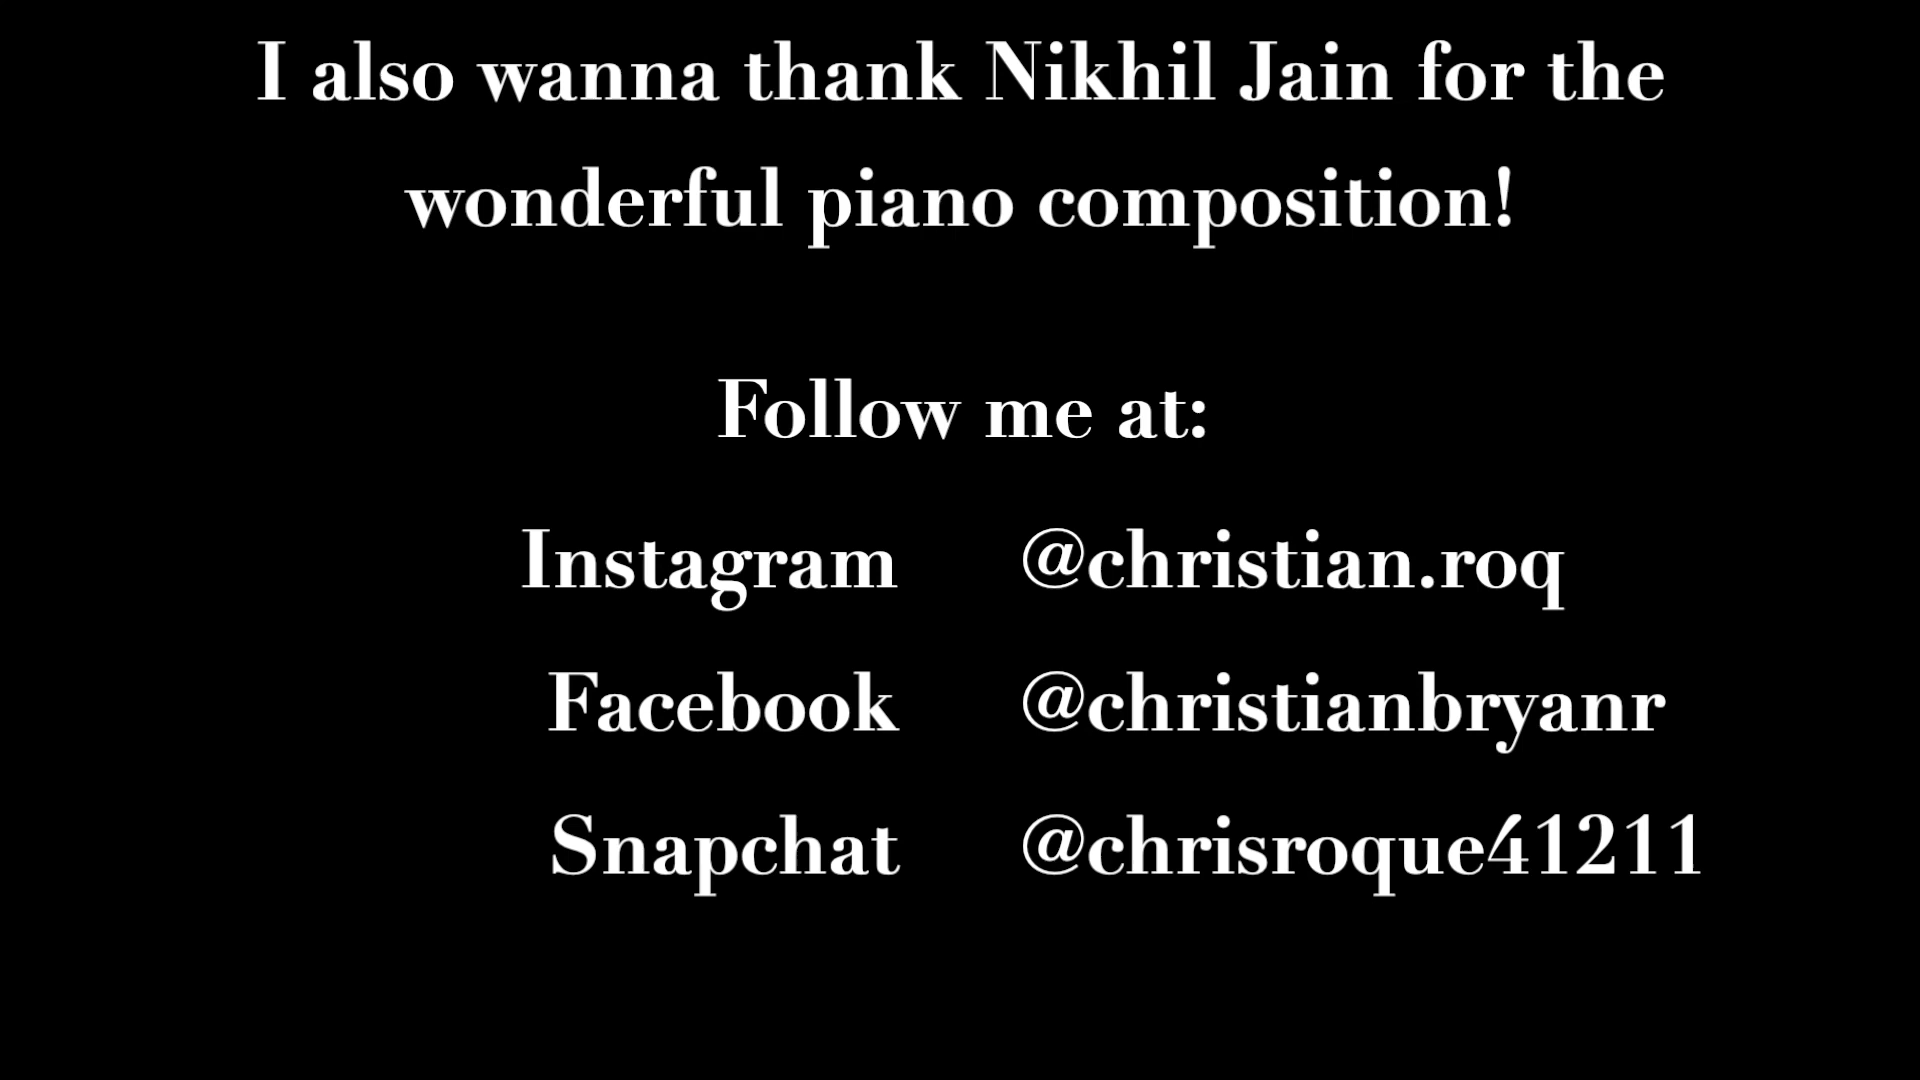 I also wanna thank Nikhil Jain for the
wonderful piano composition!
Follow me at:
Instagram @christian.roq
Facebook @christianbryanr
Snapchat @chrisroque41211